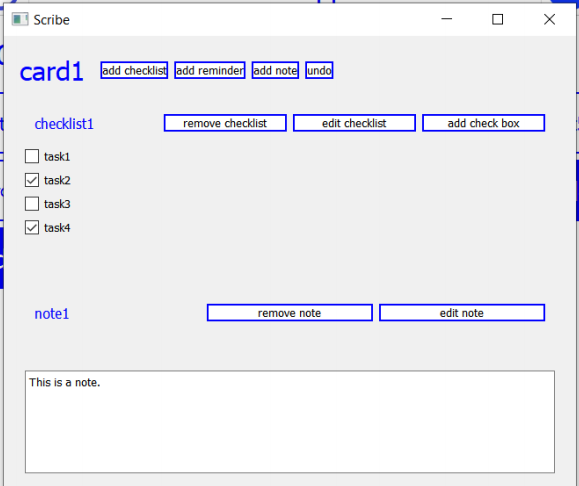 Scribe
card1 add checklist add reminder add note undo
checklist1 remove checklist edit checklist add check box
task1
task2
task3
task4
note1 remove note edit note
This is a note.